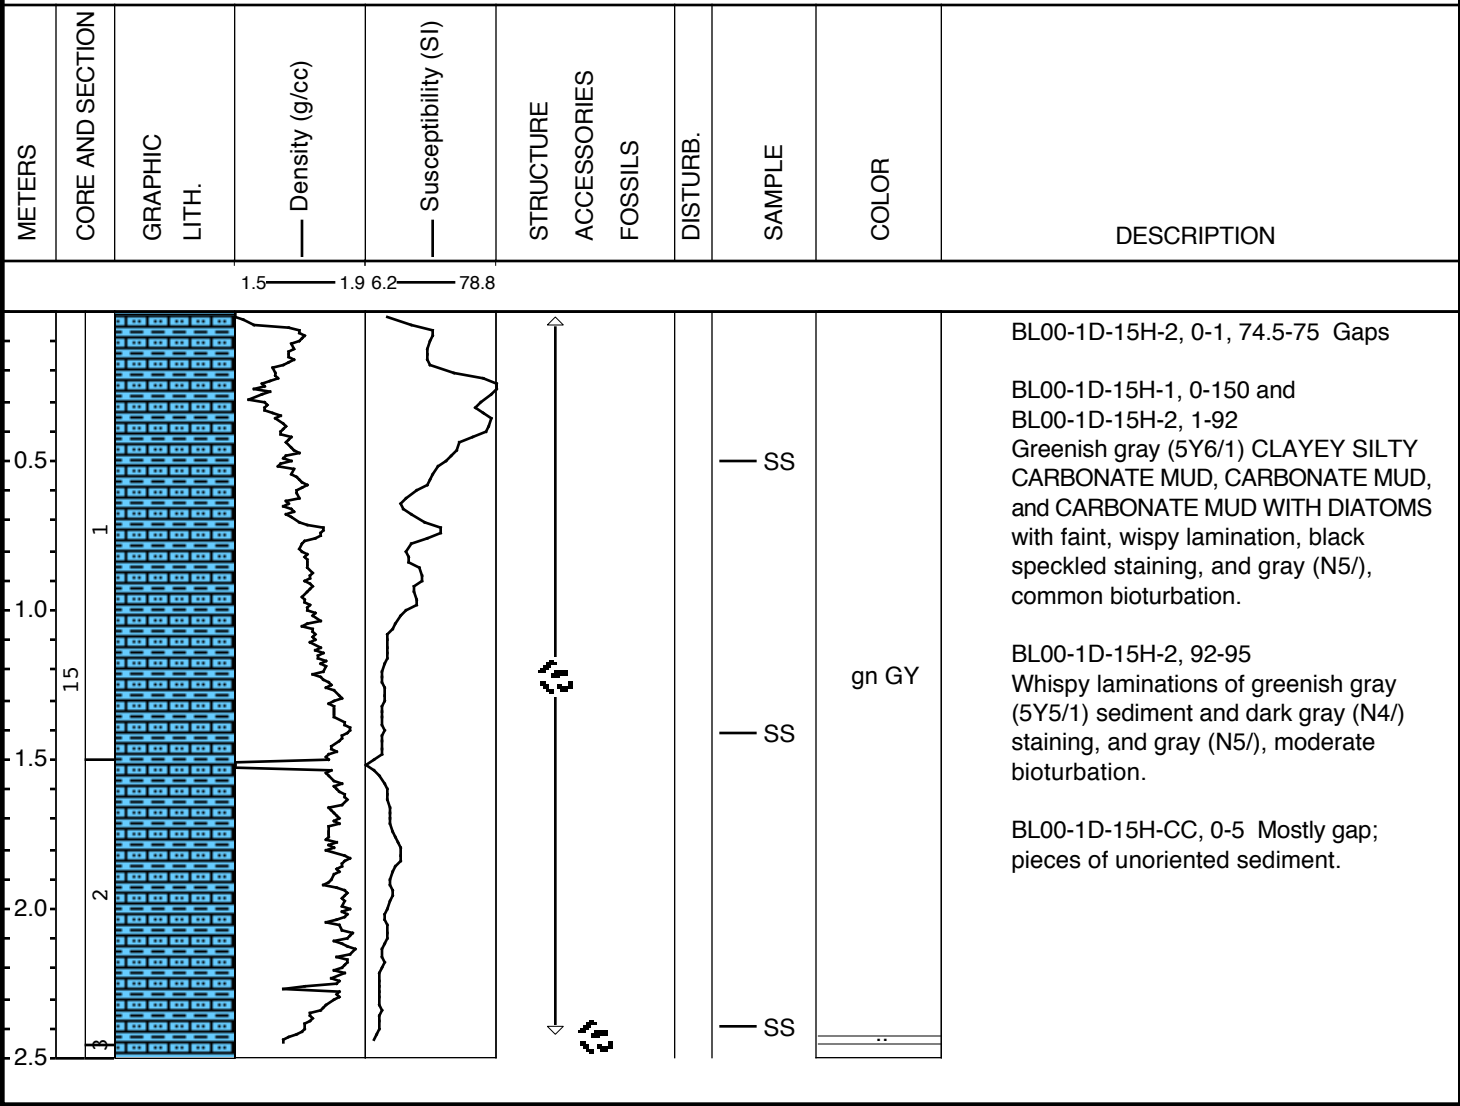 METERS
CORE AND SECTION
GRAPHIC
LITH.
Density (g/cc)
Susceptibility (SI)
STRUCTURE
ACCESSORIES
FOSSILS
DISTURB.
SAMPLE
COLOR
DESCRIPTION
1.5 1.9 6.2 78.8
0.5
1.0
1.5
2.0
2.5
15
1
2
3
SS
SS
SS
gn GY
BL00-1D-15H-2, 0-1, 74.5-75 Gaps
BL00-1D-15H-1, 0-150 and
BL00-1D-15H-2, 1-92
Greenish gray (5Y6/1) CLAYEY SILTY
CARBONATE MUD, CARBONATE MUD,
and CARBONATE MUD WITH DIATOMS
with faint, wispy lamination, black
speckled staining, and gray (N5/),
common bioturbation.
BL00-1D-15H-2, 92-95
Whispy laminations of greenish gray
(5Y5/1) sediment and dark gray (N4/)
staining, and gray (N5/), moderate
bioturbation.
BL00-1D-15H-CC, 0-5 Mostly gap;
pieces of unoriented sediment.